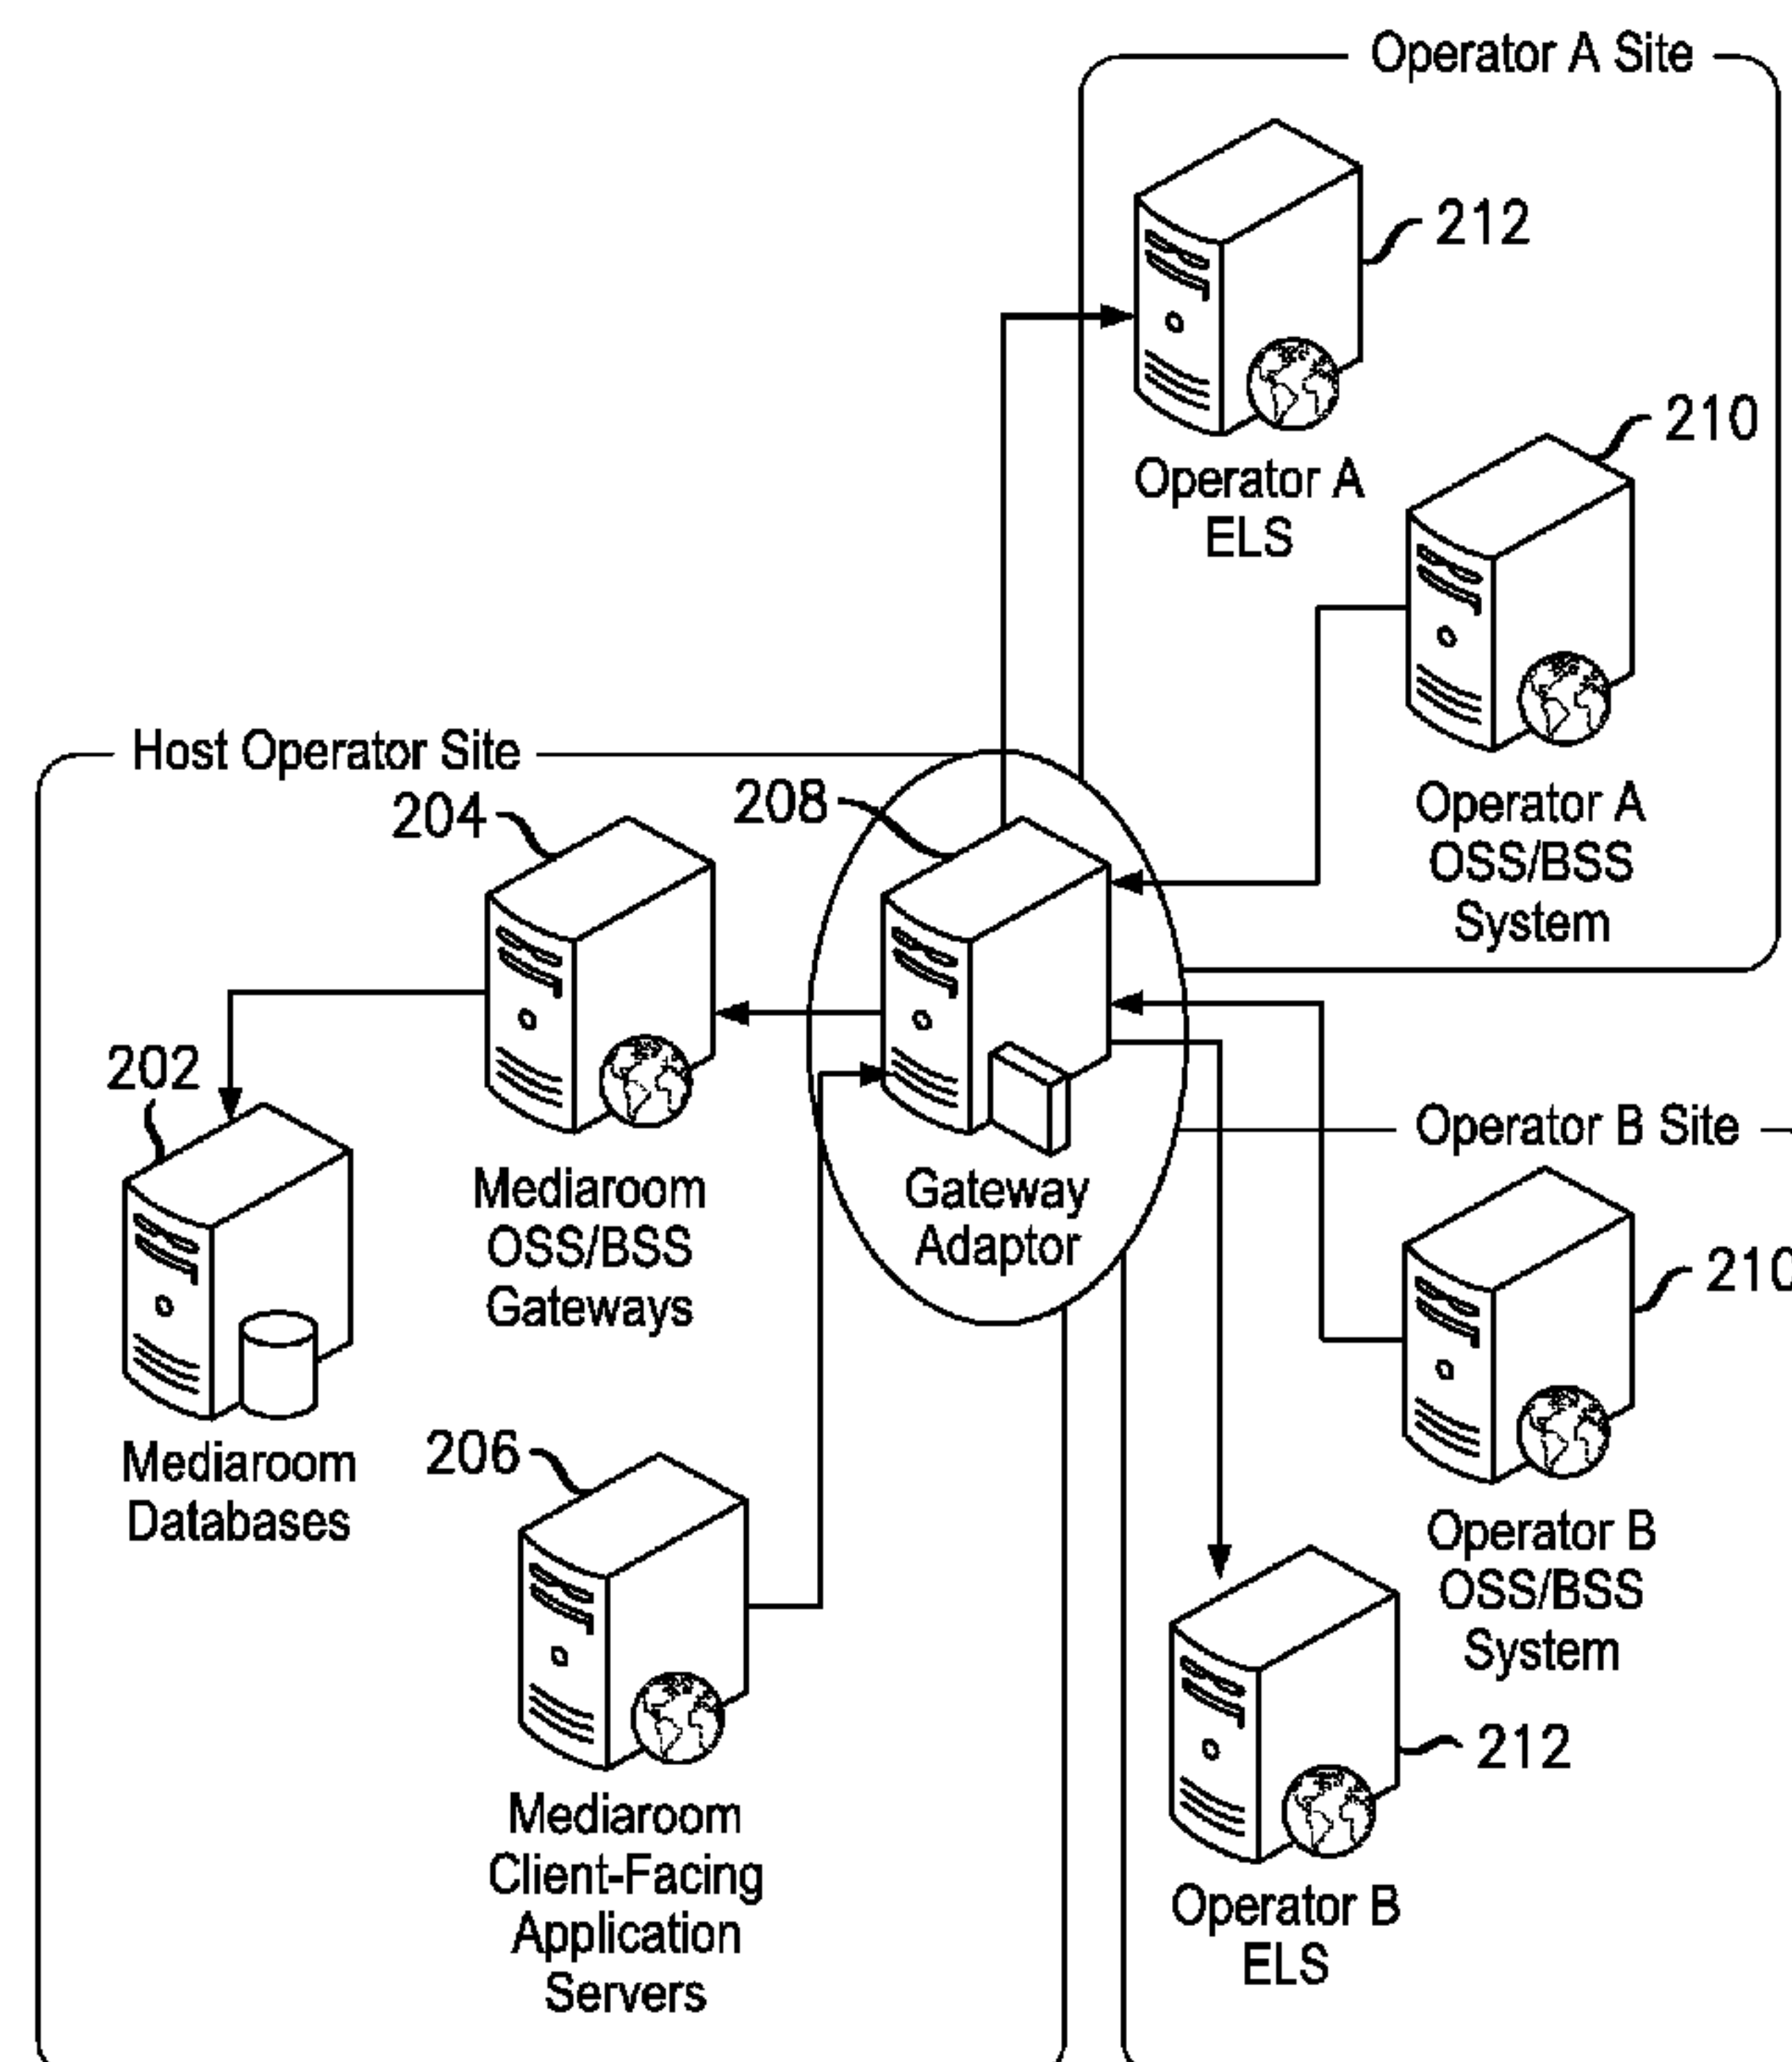 Operator A Site
212
Operator A
ELS
210
Operator A
OSS/BSS
System
Host Operator Site
204
208
Mediaroom
OSS/BSS
Gateways
Gateway
Adaptor
202
Mediaroom
Databases
206
Mediaroom
Client-Facing
Application
Servers
Operator B Site
210
Operator B
OSS/BSS
System
212
Operator B
ELS